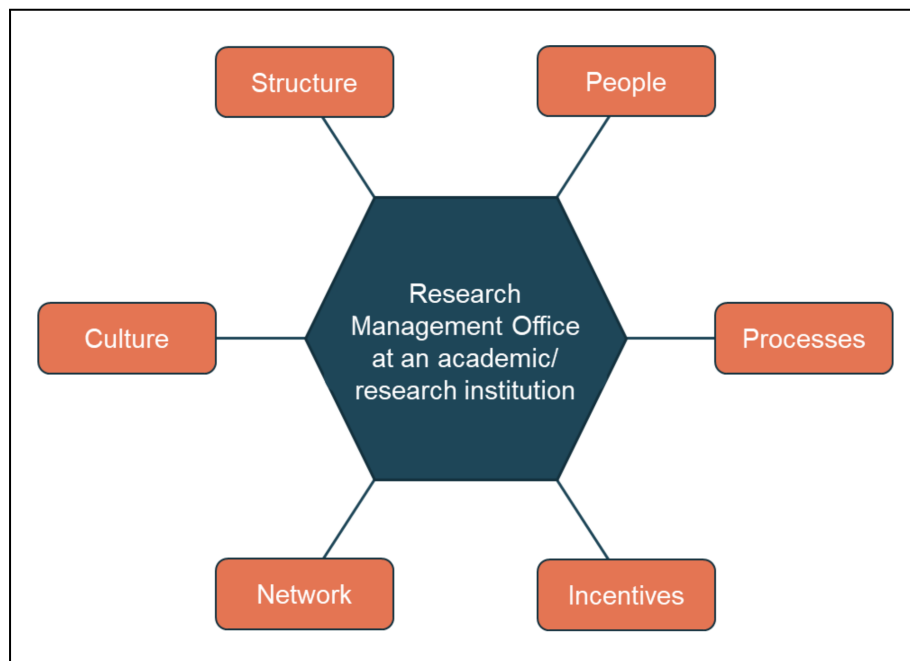 Structure
People
Research
Management Office
at an academic/
research institution
Culture
Processes
Network
Incentives